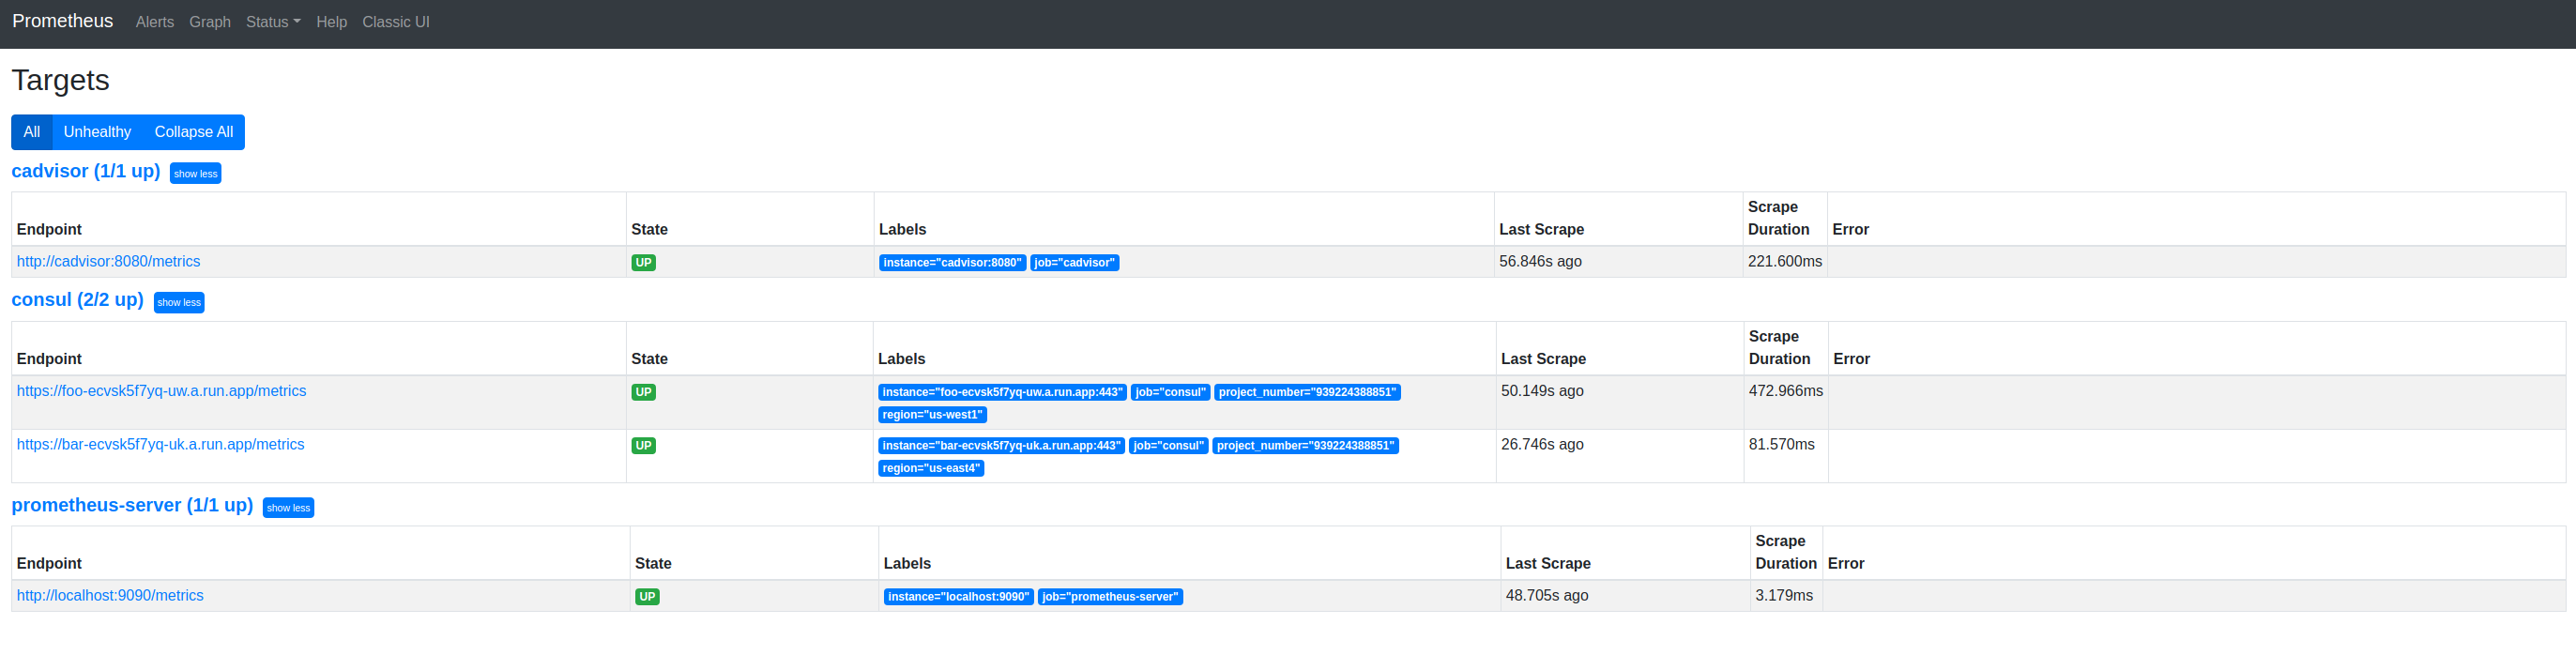 Prometheus Alerts Graph Status Help Classic UI
Targets
All Unhealthy Collapse All
cadvisor (1/1 up) show less
Endpoint State Labels Last Scrape Scrape Duration Error
http://cadvisor:8080/metrics UP instance="cadvisor:8080" job="cadvisor" 56.846s ago 221.600ms
consul (2/2 up) show less
Endpoint State Labels Last Scrape Scrape Duration Error
https://foo-ecvsk5f7yq-uw.a.run.app/metrics UP instance="foo-ecvsk5f7yq-uw.a.run.app:443" job="consul" project_number="939224388851" 50.149s ago 472.966ms
region="us-west1"
https://bar-ecvsk5f7yq-uk.a.run.app/metrics UP instance="bar-ecvsk5f7yq-uk.a.run.app:443" job="consul" project_number="939224388851" 26.746s ago 81.570ms
region="us-east4"
prometheus-server (1/1 up) show less
Endpoint State Labels Last Scrape Scrape Duration Error
http://localhost:9090/metrics UP instance="localhost:9090" job="prometheus-server" 48.705s ago 3.179ms